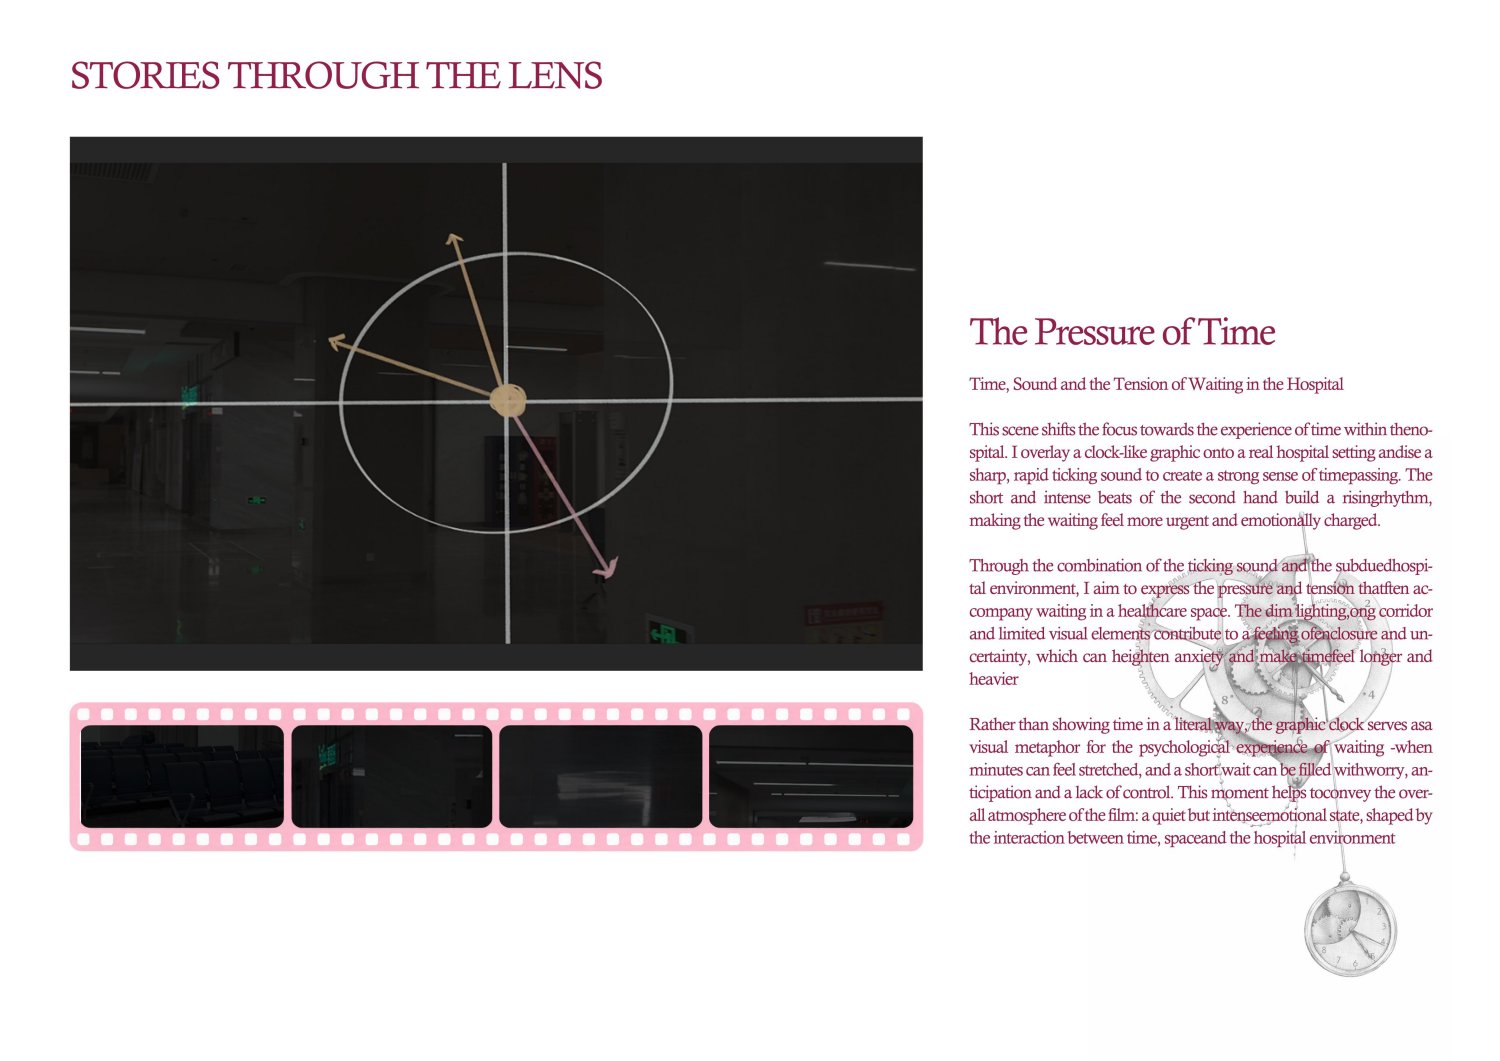 STORIES THROUGH THE LENS
The Pressure of Time
Time, Sound and the Tension of Waiting in the Hospital
This scene shifts the focus towards the experience of time within theno-
spital. I overlay a clock-like graphic onto a real hospital setting andise a
sharp, rapid ticking sound to create a strong sense of timepassing. The
short and intense beats of the second hand build a risingrhythm,
making the waiting feel more urgent and emotionally charged.
Through the combination of the ticking sound and the subduedhospi-
tal environment, I aim to express the pressure and tension thatften ac-
company waiting in a healthcare space. The dim lighting,ong corridor
and limited visual elements contribute to a feeling ofenclosure and un-
certainty, which can heighten anxiety and make timefeel longer and
heavier
Rather than showing time in a literal way, the graphic clock serves asa
visual metaphor for the psychological experience of waiting -when
minutes can feel stretched, and a short wait can be filled withworry, an-
ticipation and a lack of control. This moment helps toconvey the over-
all atmosphere of the film: a quiet but intenseemotional state, shaped by
the interaction between time, spaceand the hospital environment